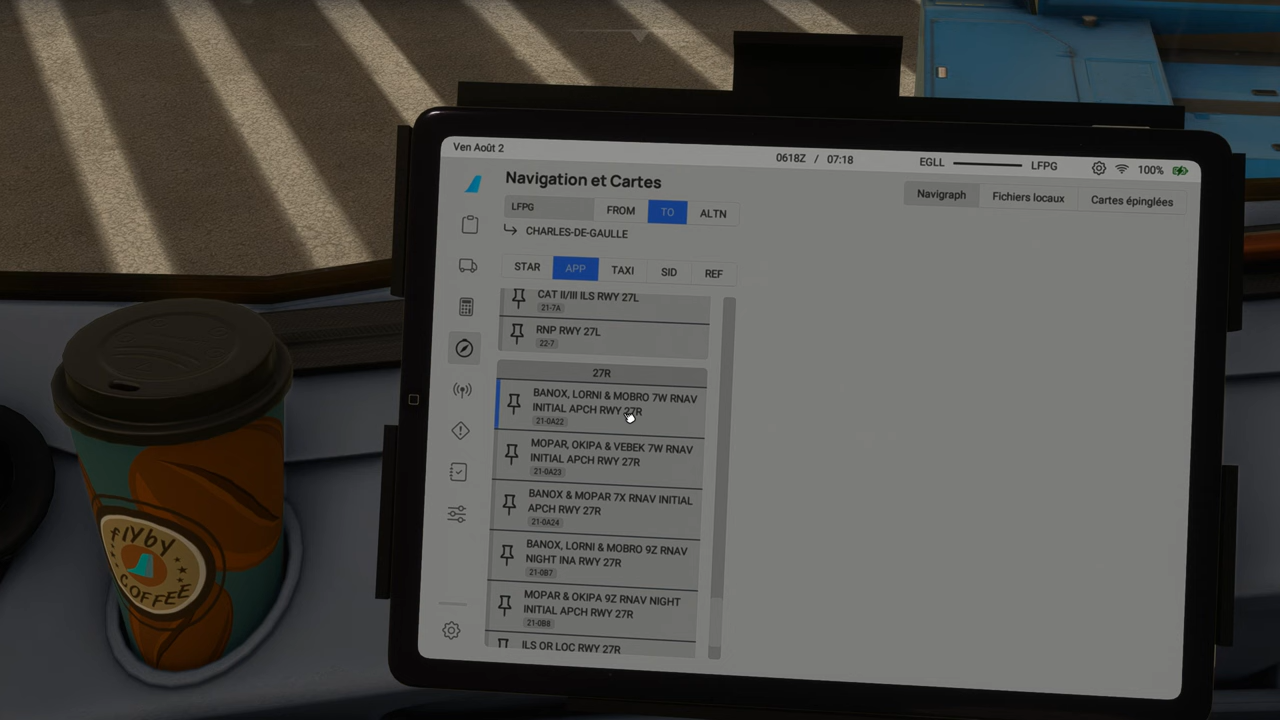 Ven Août 2
0618Z / 07:18
EGLL
LFPG
100%
Navigation et Cartes
Navigraph
Fichiers locaux
Cartes épinglées
LFPG
FROM
TO
ALTN
CHARLES-DE-GAULLE
STAR
APP
TAXI
SID
REF
CAT II/III ILS RWY 27L
21-7A
RNP RWY 27L
22-7
27R
BANOX, LORNI & MOBRO 7W RNAV
INITIAL APCH RWY 27R
21-0A22
MOPAR, OKIPA & VEBEK 7W RNAV
INITIAL APCH RWY 27R
21-0A23
BANOX & MOPAR 7X RNAV INITIAL
APCH RWY 27R
21-0A24
BANOX, LORNI & MOBRO 9Z RNAV
NIGHT INA RWY 27R
21-0B7
MOPAR & OKIPA 9Z RNAV NIGHT
INITIAL APCH RWY 27R
21-0B8
ILS OR LOC RWY 27R
flyby
COFFEE